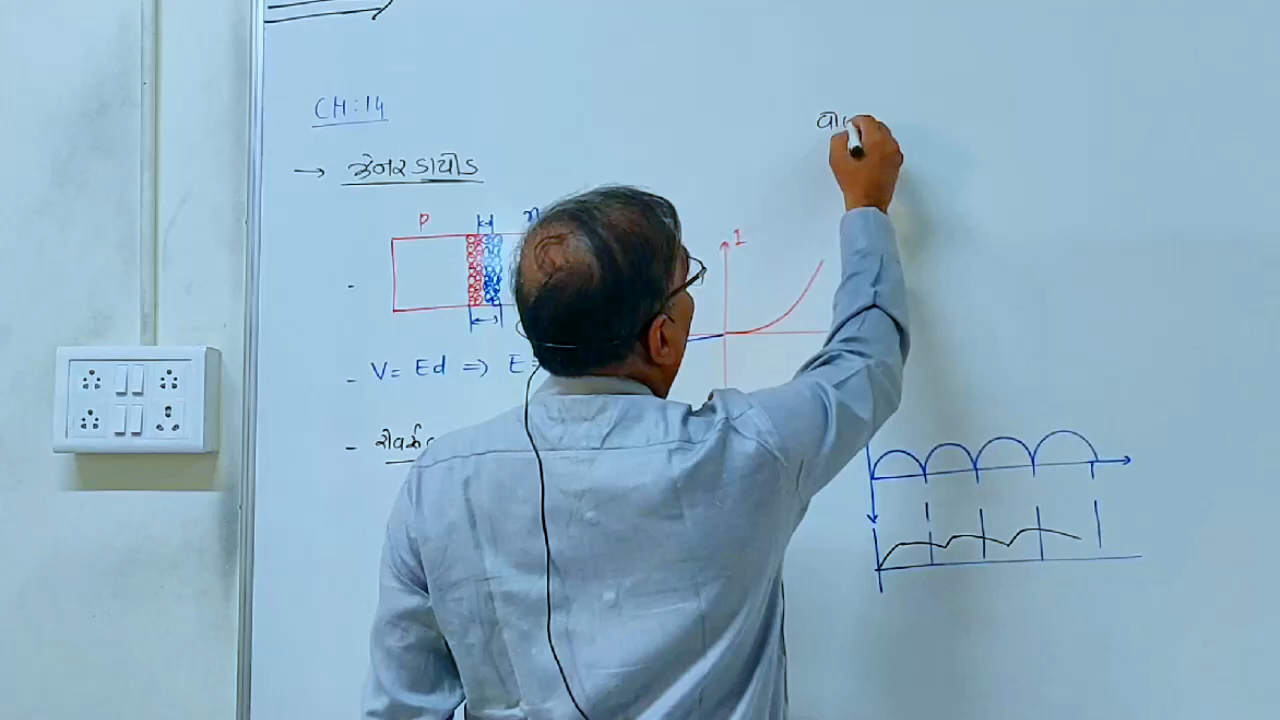 CH:14
→ ઝેનર ડાયોડ
વો
P n I
- V = Ed ⇒ E =